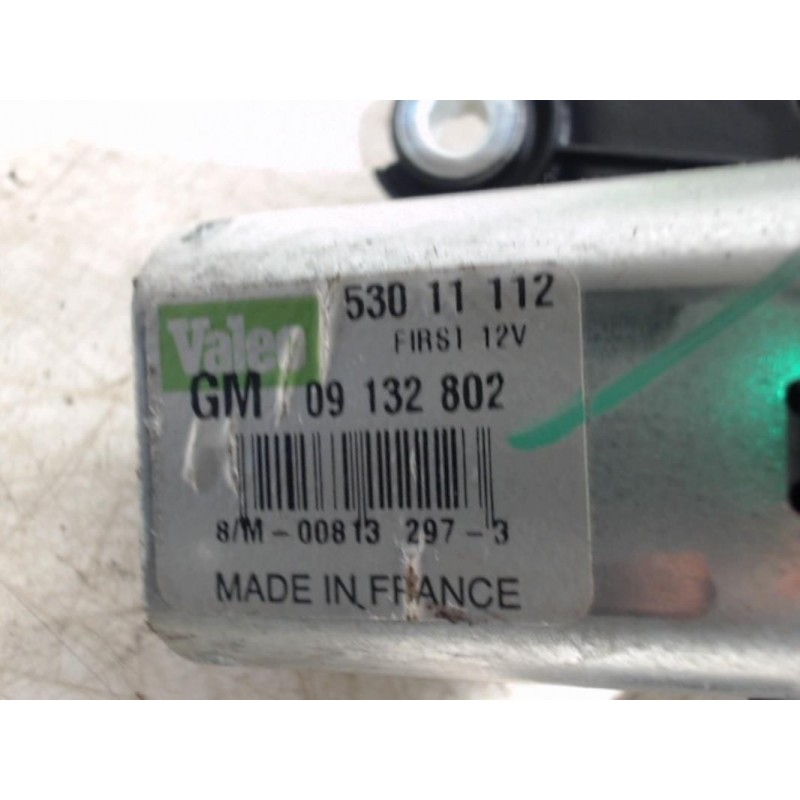 Valeo 530 11 112
FIRST 12V
GM 09 132 802
8/M-00813 297-3
MADE IN FRANCE